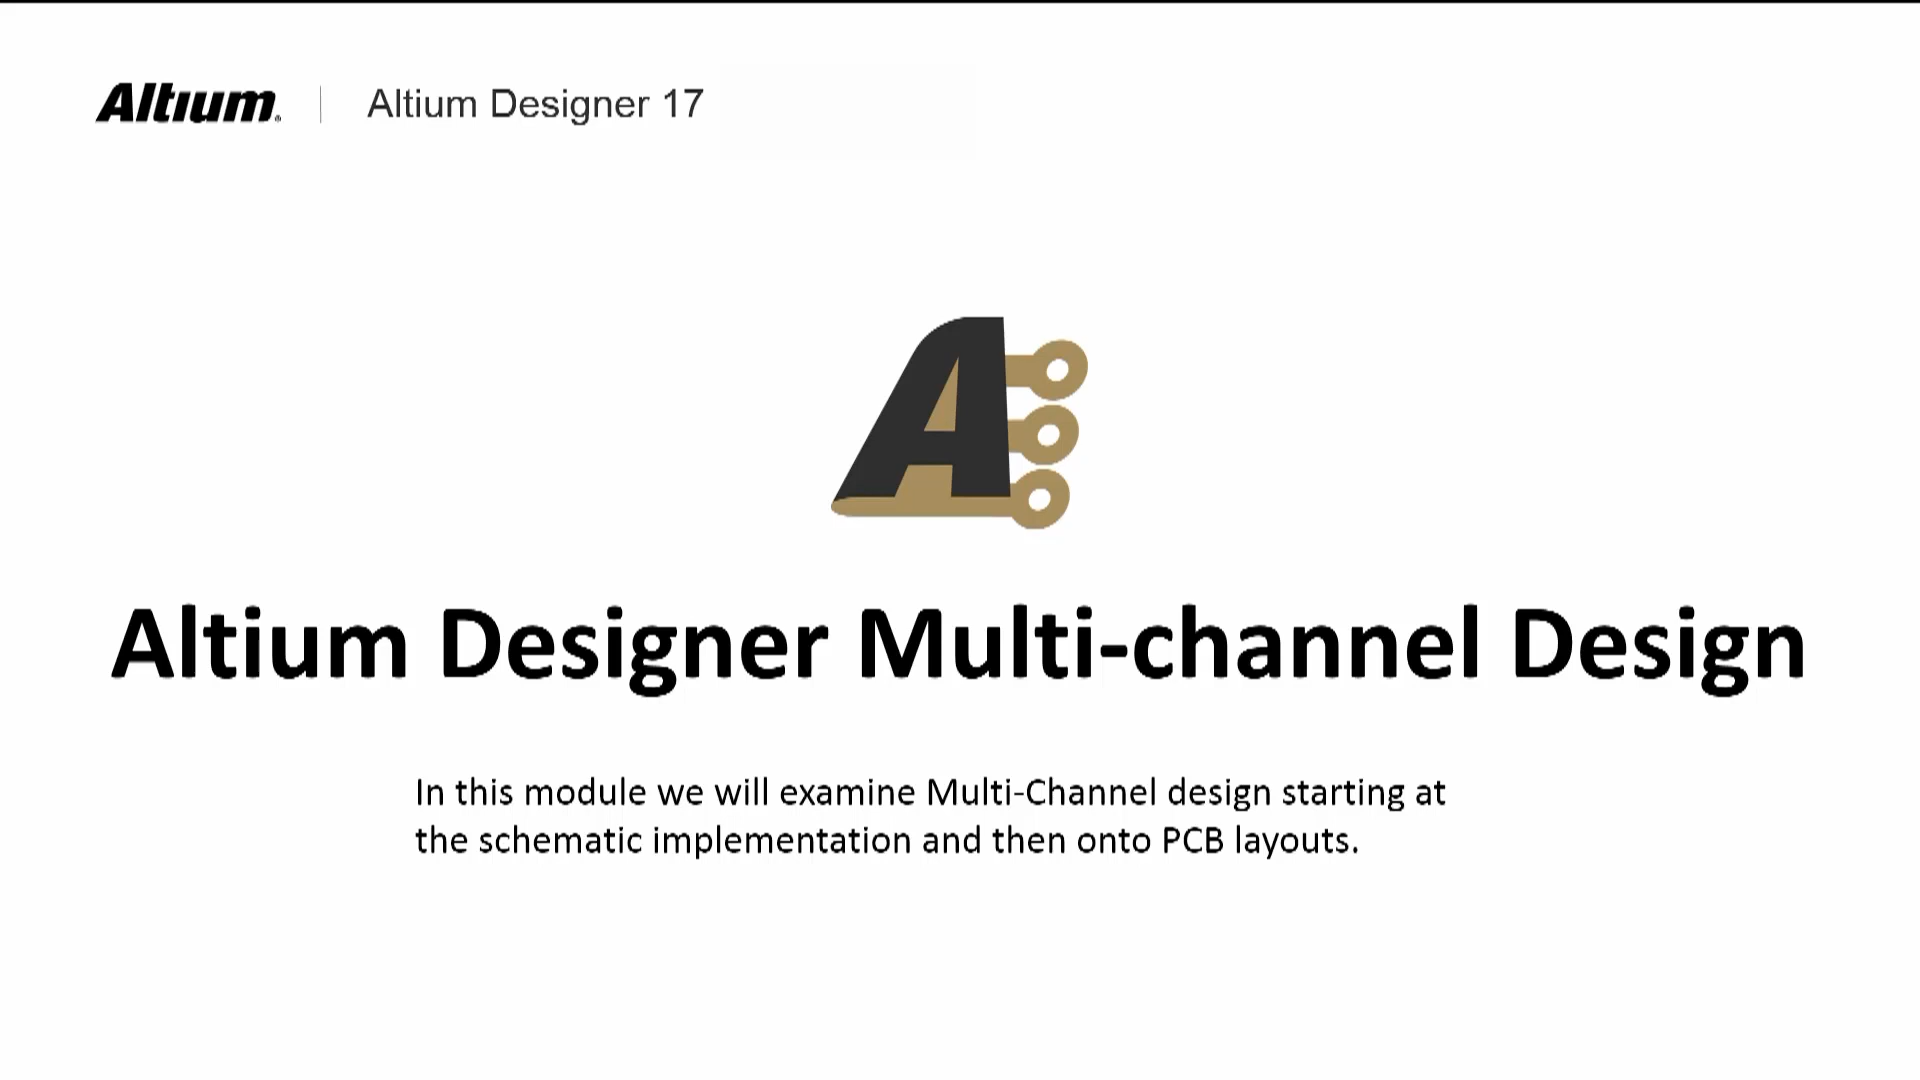 Altium.
Altium Designer 17
Altium Designer Multi-channel Design
In this module we will examine Multi-Channel design starting at
the schematic implementation and then onto PCB layouts.